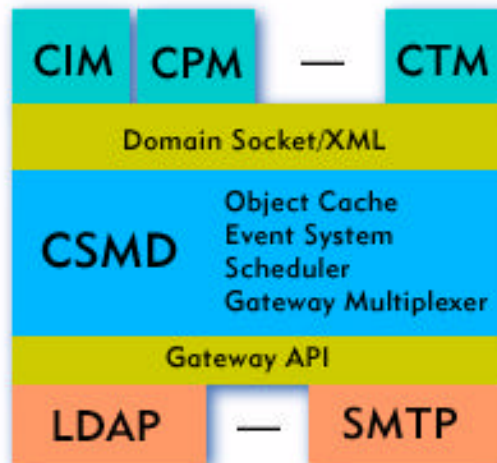 CIM CPM — CTM
Domain Socket/XML
CSMD
Object Cache
Event System
Scheduler
Gateway Multiplexer
Gateway API
LDAP — SMTP